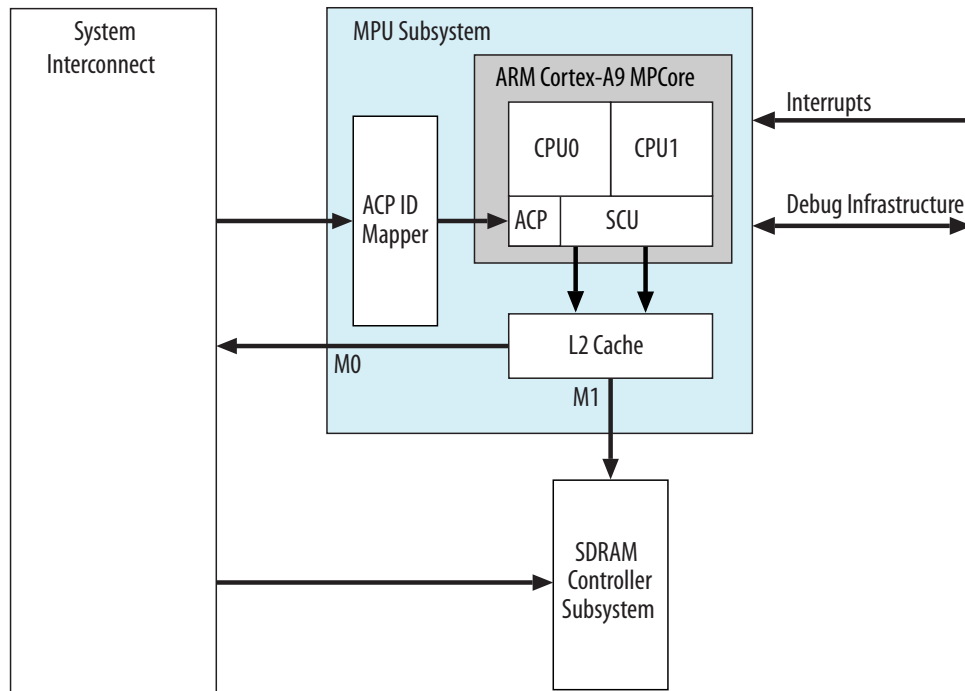 System
Interconnect
MPU Subsystem
ARM Cortex-A9 MPCore
CPU0
CPU1
ACP ID
Mapper
ACP
SCU
Interrupts
Debug Infrastructure
L2 Cache
M0
M1
SDRAM
Controller
Subsystem